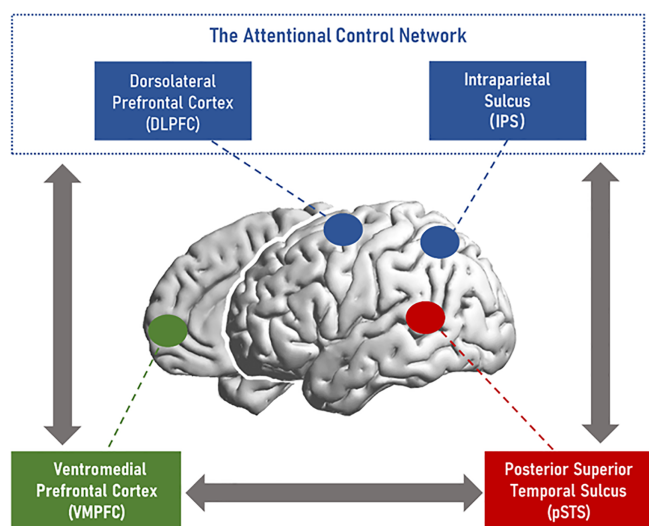 The Attentional Control Network
Dorsolateral
Prefrontal Cortex
(DLPFC)
Intraparietal
Sulcus
(IPS)
Ventromedial
Prefrontal Cortex
(VMPFC)
Posterior Superior
Temporal Sulcus
(pSTS)